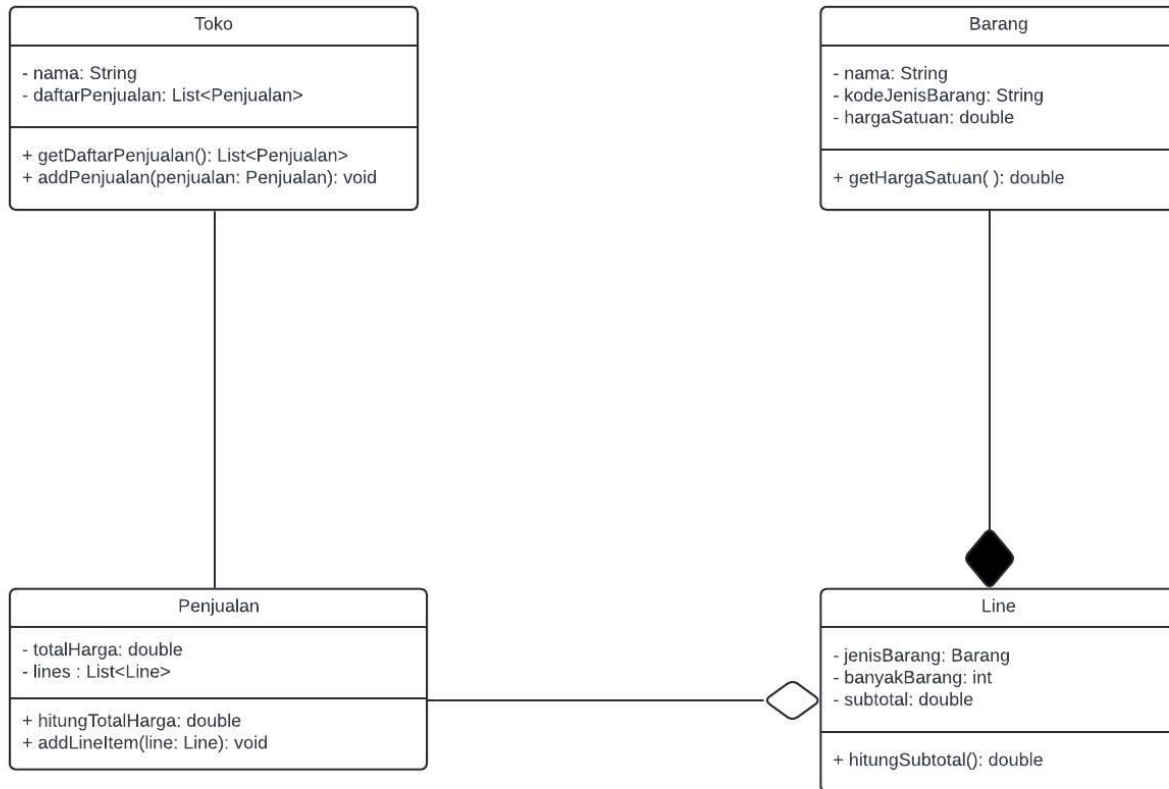 Toko
- nama: String
- daftarPenjualan: List<Penjualan>
+ getDaftarPenjualan(): List<Penjualan>
+ addPenjualan(penjualan: Penjualan): void
Barang
- nama: String
- kodeJenisBarang: String
- hargaSatuan: double
+ getHargaSatuan( ): double
Penjualan
- totalHarga: double
- lines : List<Line>
+ hitungTotalHarga: double
+ addLineItem(line: Line): void
Line
- jenisBarang: Barang
- banyakBarang: int
- subtotal: double
+ hitungSubtotal(): double